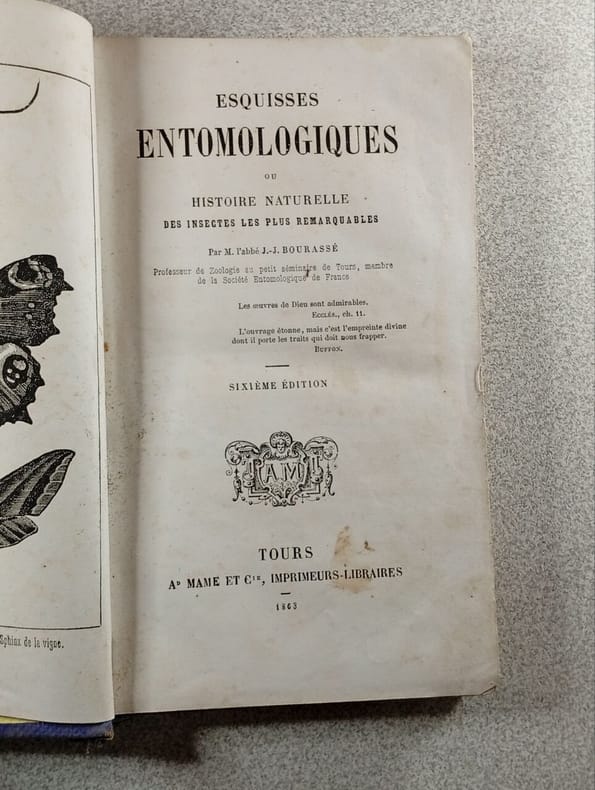 Sphinx de la vigne.
ESQUISSES
ENTOMOLOGIQUES
OU
HISTOIRE NATURELLE
DES INSECTES LES PLUS REMARQUABLES
Par M. l'abbé J.-J. BOURASSÉ
Professeur de Zoologie au petit séminaire de Tours, membre
de la Société Entomologique de France
Les œuvres de Dieu sont admirables.
ECCLÉS., ch. 11.
L'ouvrage étonne, mais c'est l'empreinte divine
dont il porte les traits qui doit nous frapper.
BUFFON.
SIXIÈME ÉDITION
AM
TOURS
AD MAME ET CIE, IMPRIMEURS-LIBRAIRES
1863